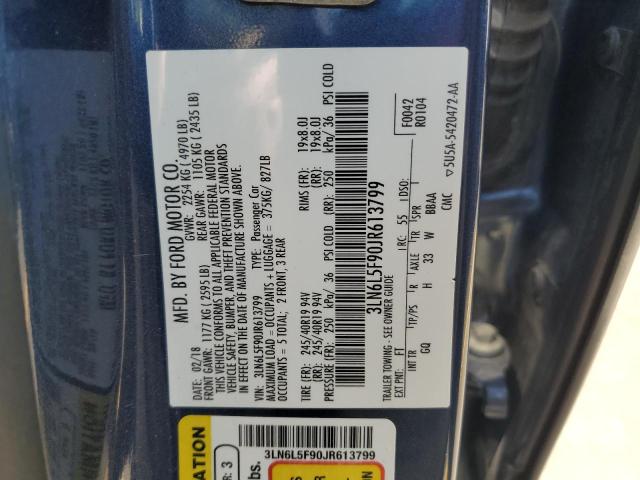 MFD. BY FORD MOTOR CO.
DATE: 02/18 GVWR: 2254 KG ( 4970 LB)
FRONT GAWR: 1177 KG ( 2595 LB) REAR GAWR: 1105 KG ( 2435 LB)
THIS VEHICLE CONFORMS TO ALL APPLICABLE FEDERAL MOTOR
VEHICLE SAFETY, BUMPER, AND THEFT PREVENTION STANDARDS
IN EFFECT ON THE DATE OF MANUFACTURE SHOWN ABOVE.
VIN: 3LN6L5F90JR613799 TYPE: Passenger Car
MAXIMUM LOAD = OCCUPANTS + LUGGAGE = 375KG/ 827LB
OCCUPANTS = 5 TOTAL; 2 FRONT, 3 REAR
TIRE (FR): 245/40R19 94V RIMS (FR): 19x8.0J
(RR): 245/40R19 94V (RR): 19x8.0J
PRESSURE (FR): 250 kPa/ 36 PSI COLD (RR): 250 kPa/ 36 PSI COLD
3LN6L5F90JR613799
TRAILER TOWING - SEE OWNER GUIDE
F0042
R0104
EXT PNT: FT RC: 55 DSO:
INT TR TP/PS R AXLE TR SPR
GQ H 33 W BBAA
CMC ▽5U5A-5420472-AA
ATION
R: 3
3LN6L5F90JR613799
lbs.